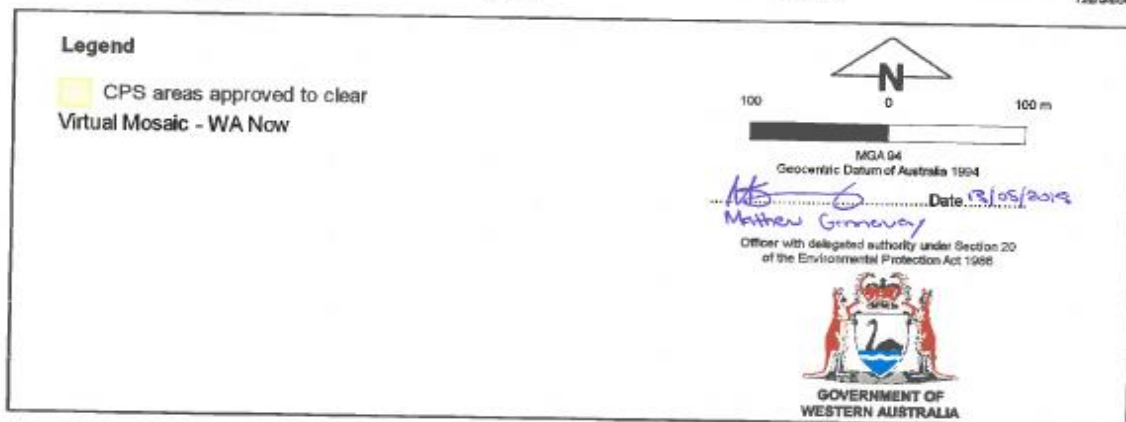 Legend
CPS areas approved to clear
Virtual Mosaic - WA Now
N
100 0 100 m
MGA 94
Geocentric Datum of Australia 1994
Date 13/05/2019
Mathew Gannaway
Officer with delegated authority under Section 20
of the Environmental Protection Act 1986
GOVERNMENT OF
WESTERN AUSTRALIA